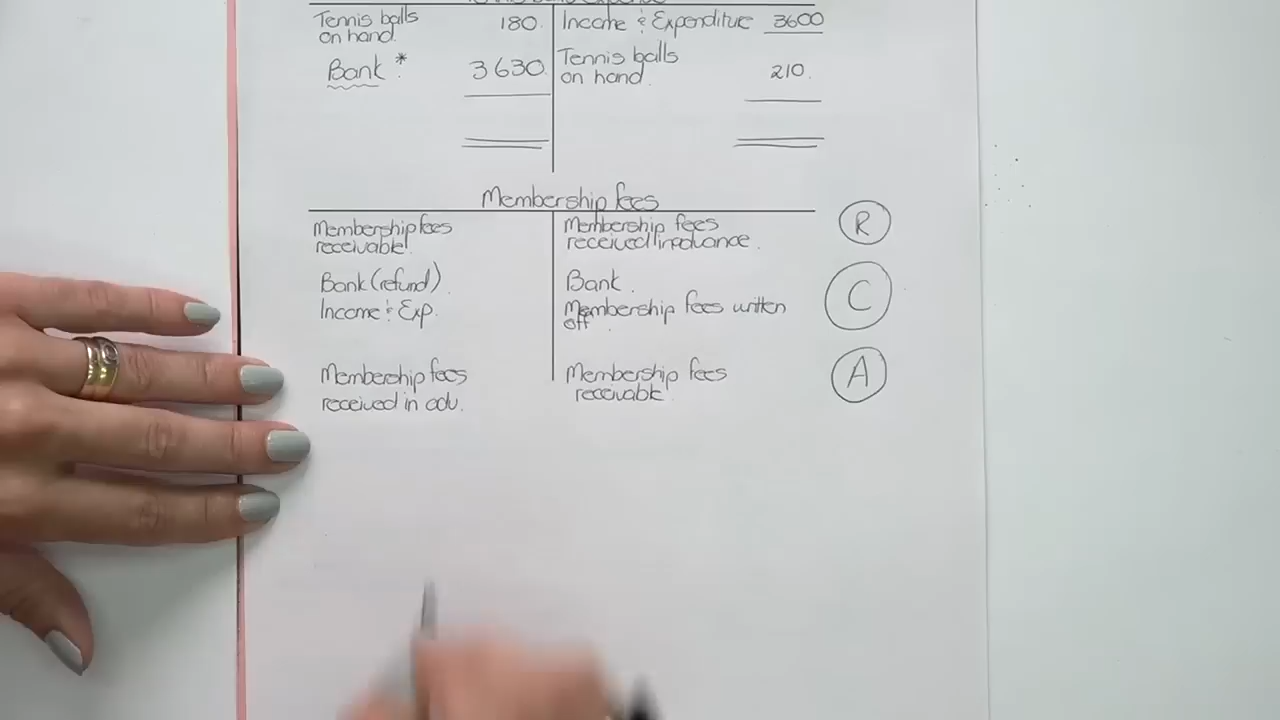 Tennis balls 180. Income & Expenditure 3600
on hand
Bank *. 3630. Tennis balls
on hand. 210.
Membership fees
Membership fees Membership fees R
receivable received in advance.
Bank (refund). Bank. C
Income & Exp. Membership fees written
off.
Membership fees Membership fees A
received in adv. receivable.